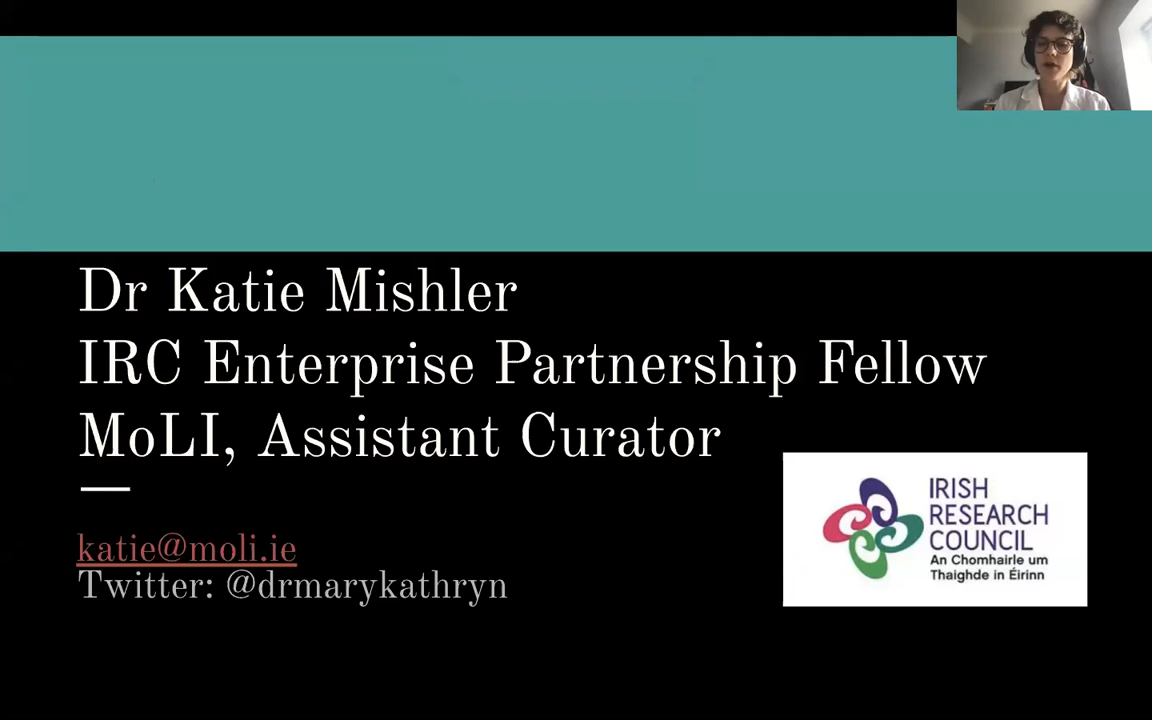 Dr Katie Mishler
IRC Enterprise Partnership Fellow
MoLI, Assistant Curator
katie@moli.ie
Twitter: @drmarykathryn
IRISH
RESEARCH
COUNCIL
An Chomhairle um
Thaighde in Éirinn